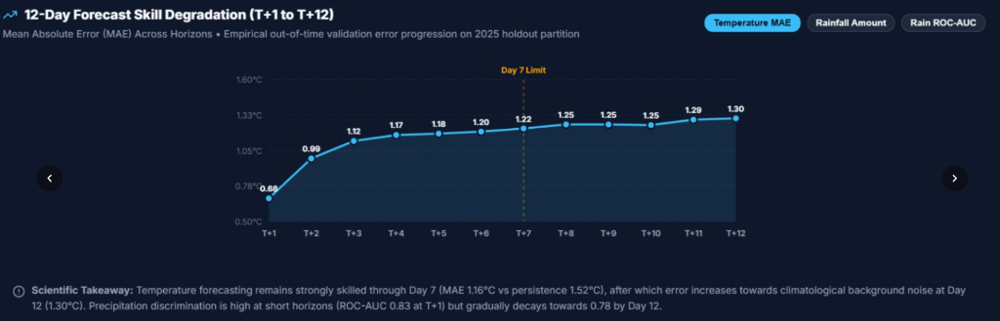 12-Day Forecast Skill Degradation (T+1 to T+12)
Temperature MAE
Rainfall Amount
Rain ROC-AUC
Mean Absolute Error (MAE) Across Horizons • Empirical out-of-time validation error progression on 2025 holdout partition
Day 7 Limit
1.60°C
1.33°C
1.05°C
0.78°C
0.50°C
0.68
0.99
1.12
1.17
1.18
1.20
1.22
1.25
1.25
1.25
1.29
1.30
T+1
T+2
T+3
T+4
T+5
T+6
T+7
T+8
T+9
T+10
T+11
T+12
Scientific Takeaway: Temperature forecasting remains strongly skilled through Day 7 (MAE 1.16°C vs persistence 1.52°C), after which error increases towards climatological background noise at Day
12 (1.30°C). Precipitation discrimination is high at short horizons (ROC-AUC 0.83 at T+1) but gradually decays towards 0.78 by Day 12.